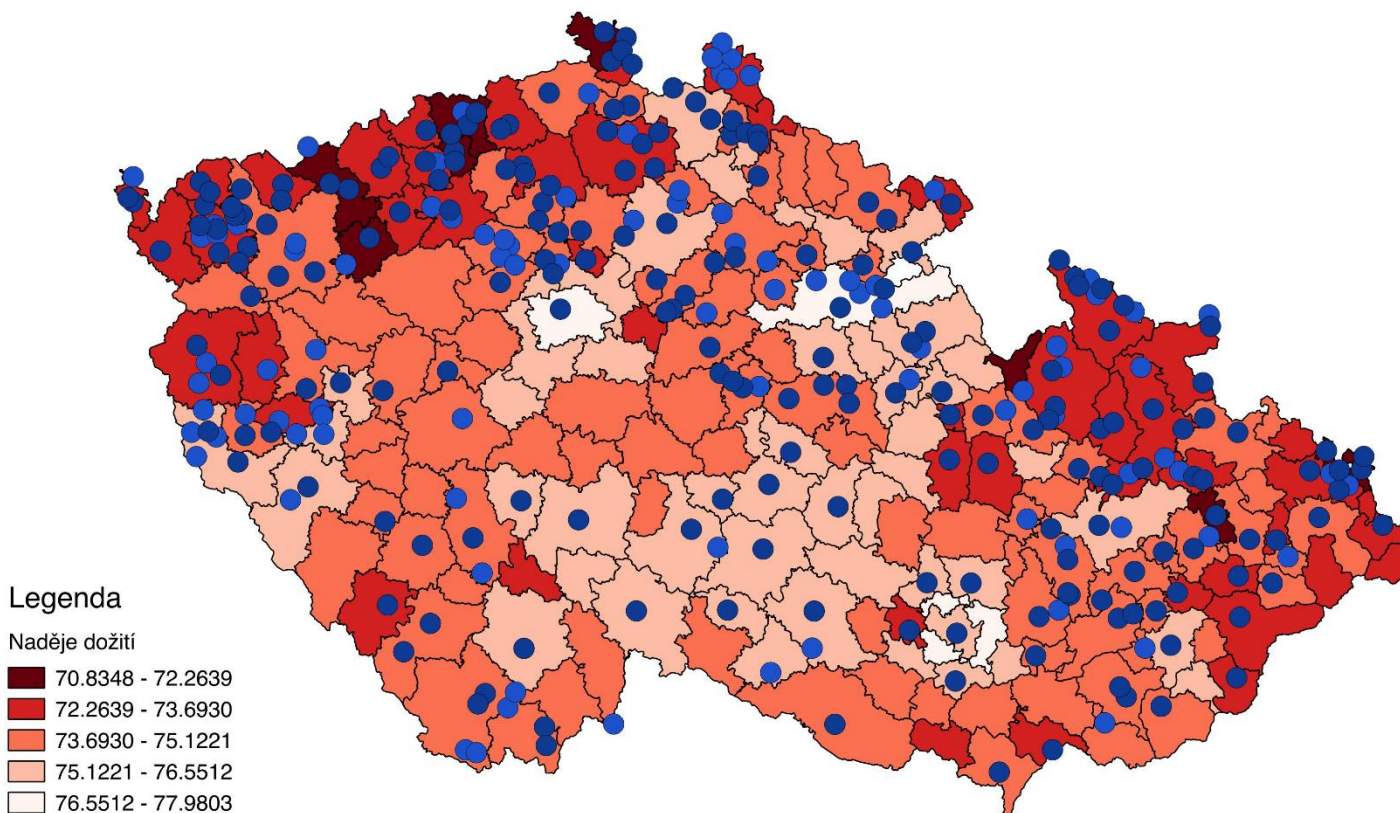 Legenda
Naděje dožití
70.8348 - 72.2639
72.2639 - 73.6930
73.6930 - 75.1221
75.1221 - 76.5512
76.5512 - 77.9803